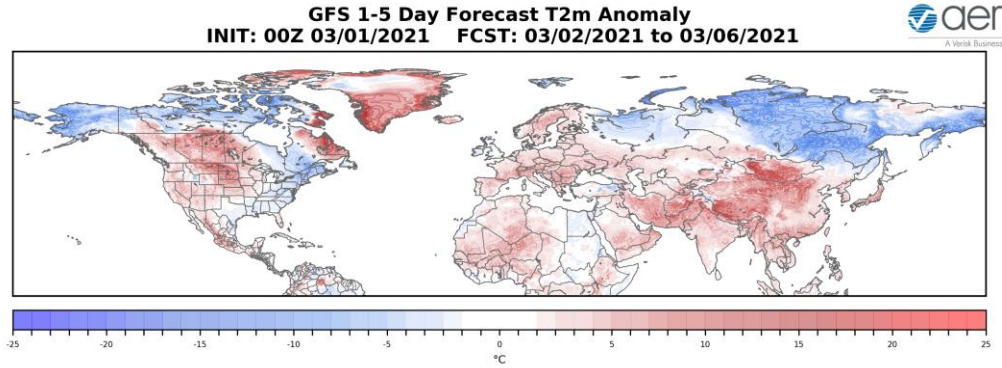 GFS 1-5 Day Forecast T2m Anomaly
INIT: 00Z 03/01/2021 FCST: 03/02/2021 to 03/06/2021
aer
A Verisk Business
-25 -20 -15 -10 -5 0 5 10 15 20 25
°C